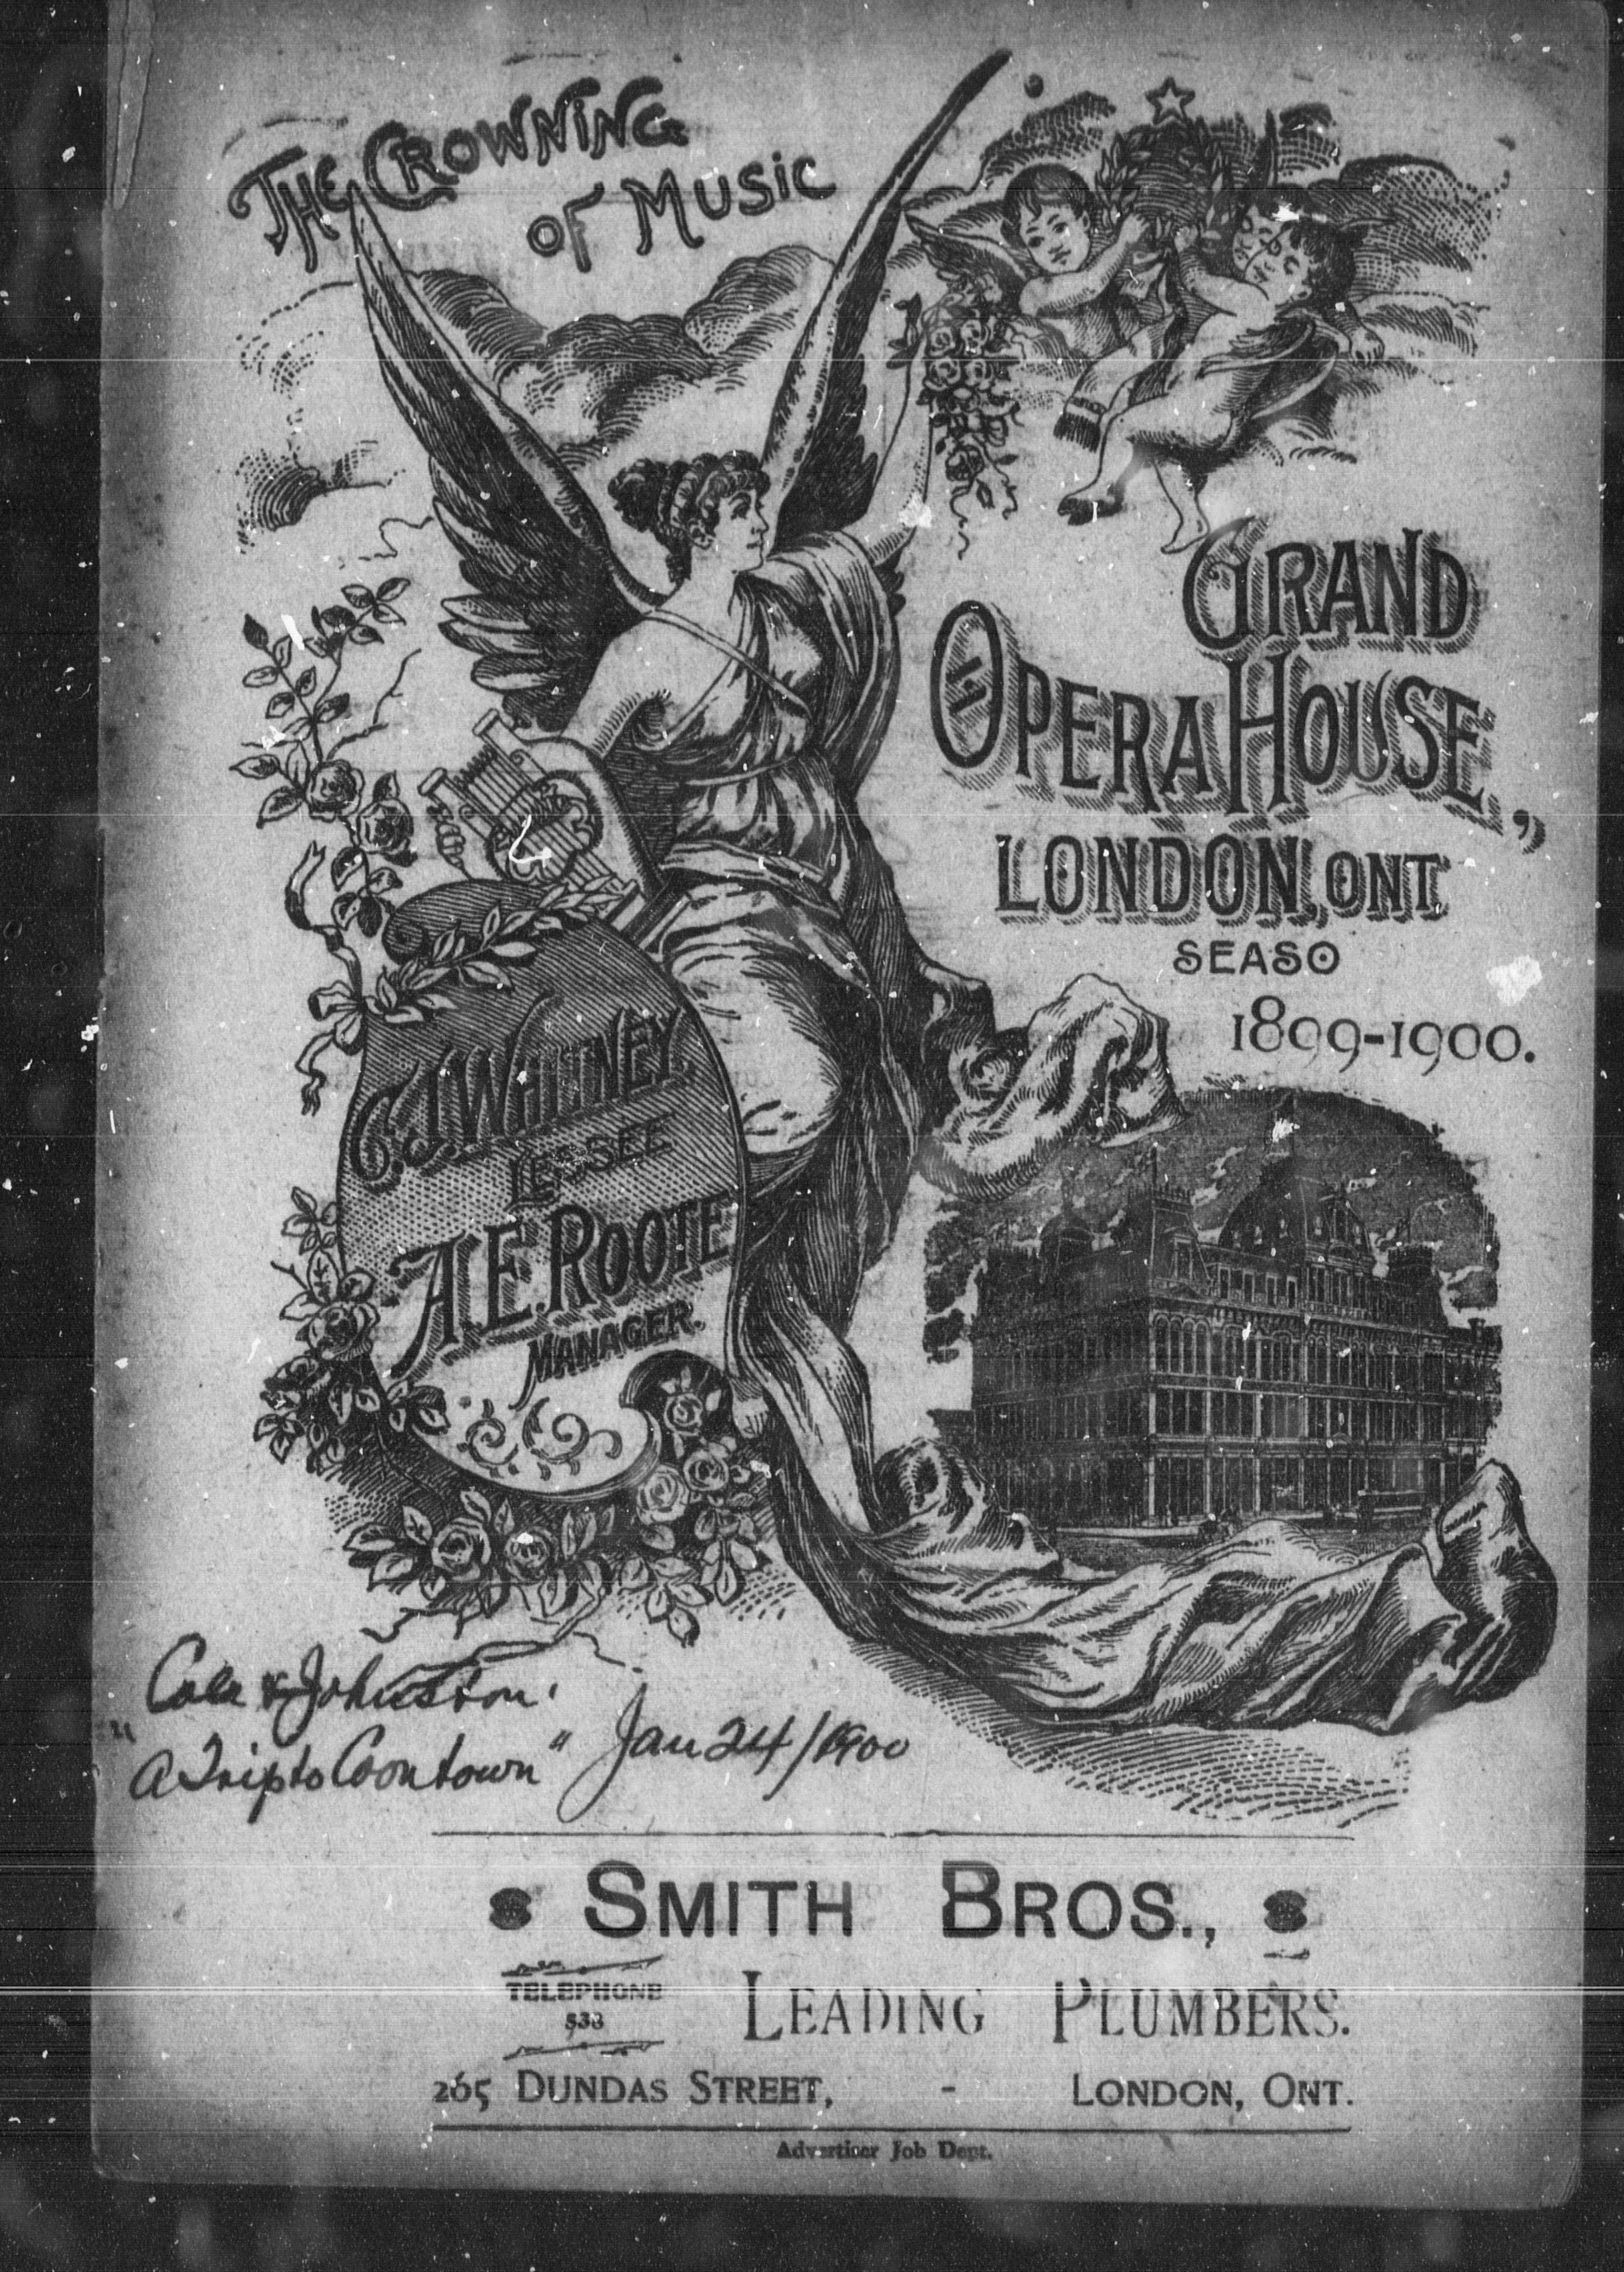 THE CROWNING
OF MUSIC
GRAND
OPERA HOUSE,
LONDON, ONT.
SEASO
1899-1900.
C.J. WHITNEY,
LESSEE
A.E. ROOTE
MANAGER.
Cole & Johnston.
"A Trip to Coontown" Jan 24/1900
SMITH BROS.,
TELEPHONE
538
LEADING PLUMBERS.
265 DUNDAS STREET, - LONDON, ONT.
Advertiser Job Dept.